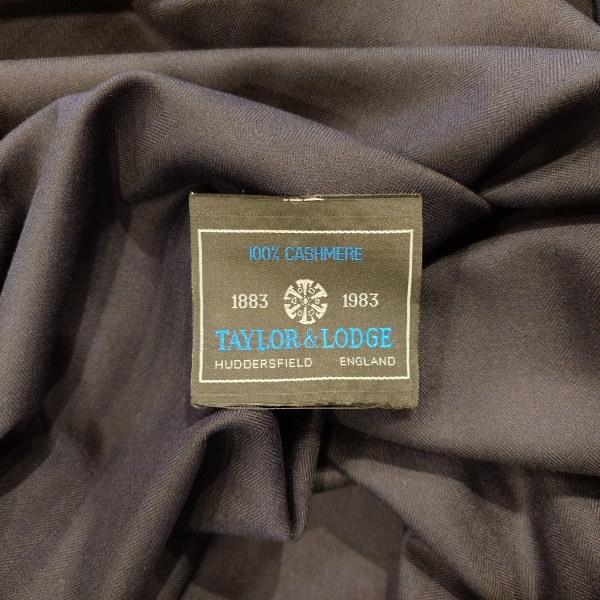 100% CASHMERE
1883 1983
TAYLOR & LODGE
HUDDERSFIELD ENGLAND